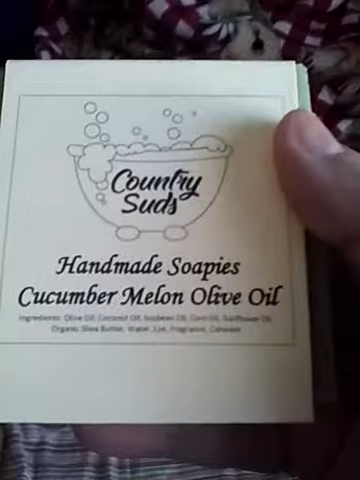 Country
Suds
Handmade Soapies
Cucumber Melon Olive Oil
Ingredients: Olive Oil, Coconut Oil, Soybean Oil, Corn Oil, Sunflower Oil,
Organic Shea Butter, Water, Lye, Fragrance, Colorant